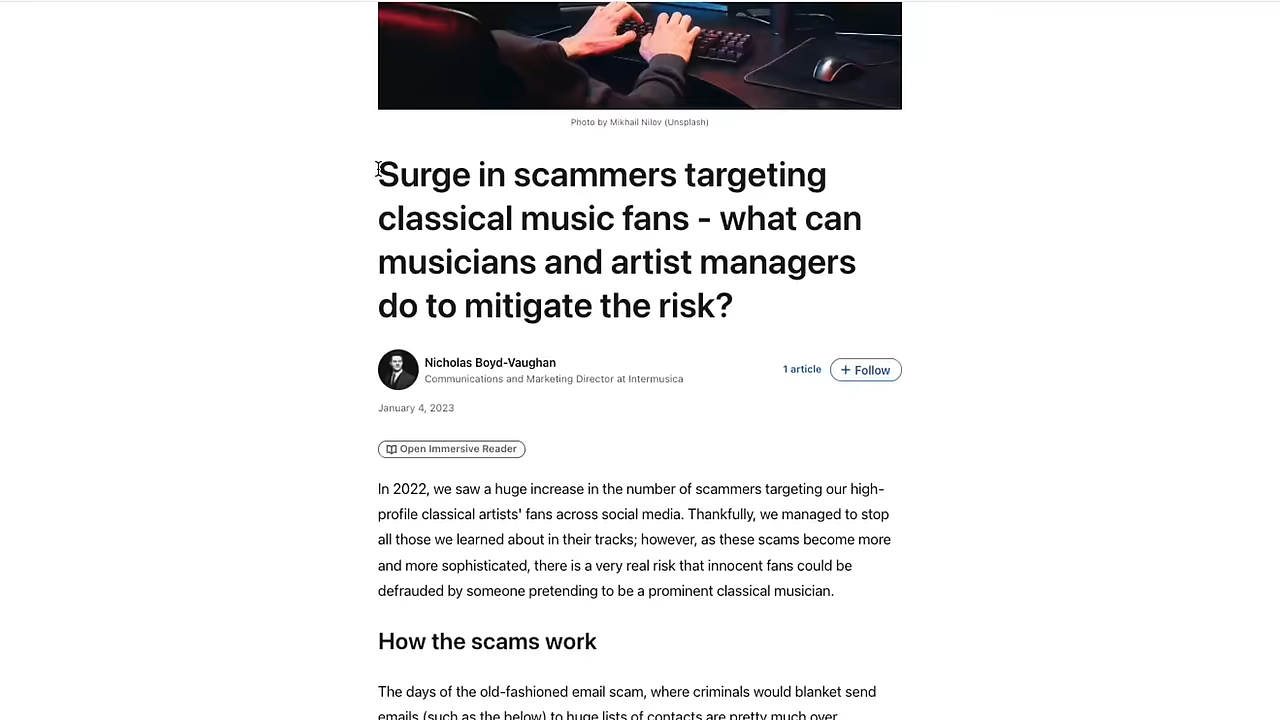 Photo by Mikhail Nilov (Unsplash)
Surge in scammers targeting
classical music fans - what can
musicians and artist managers
do to mitigate the risk?
Nicholas Boyd-Vaughan
Communications and Marketing Director at Intermusica
1 article
+ Follow
January 4, 2023
Open Immersive Reader
In 2022, we saw a huge increase in the number of scammers targeting our high-
profile classical artists' fans across social media. Thankfully, we managed to stop
all those we learned about in their tracks; however, as these scams become more
and more sophisticated, there is a very real risk that innocent fans could be
defrauded by someone pretending to be a prominent classical musician.
How the scams work
The days of the old-fashioned email scam, where criminals would blanket send
emails (such as the below) to huge lists of contacts are pretty much over.